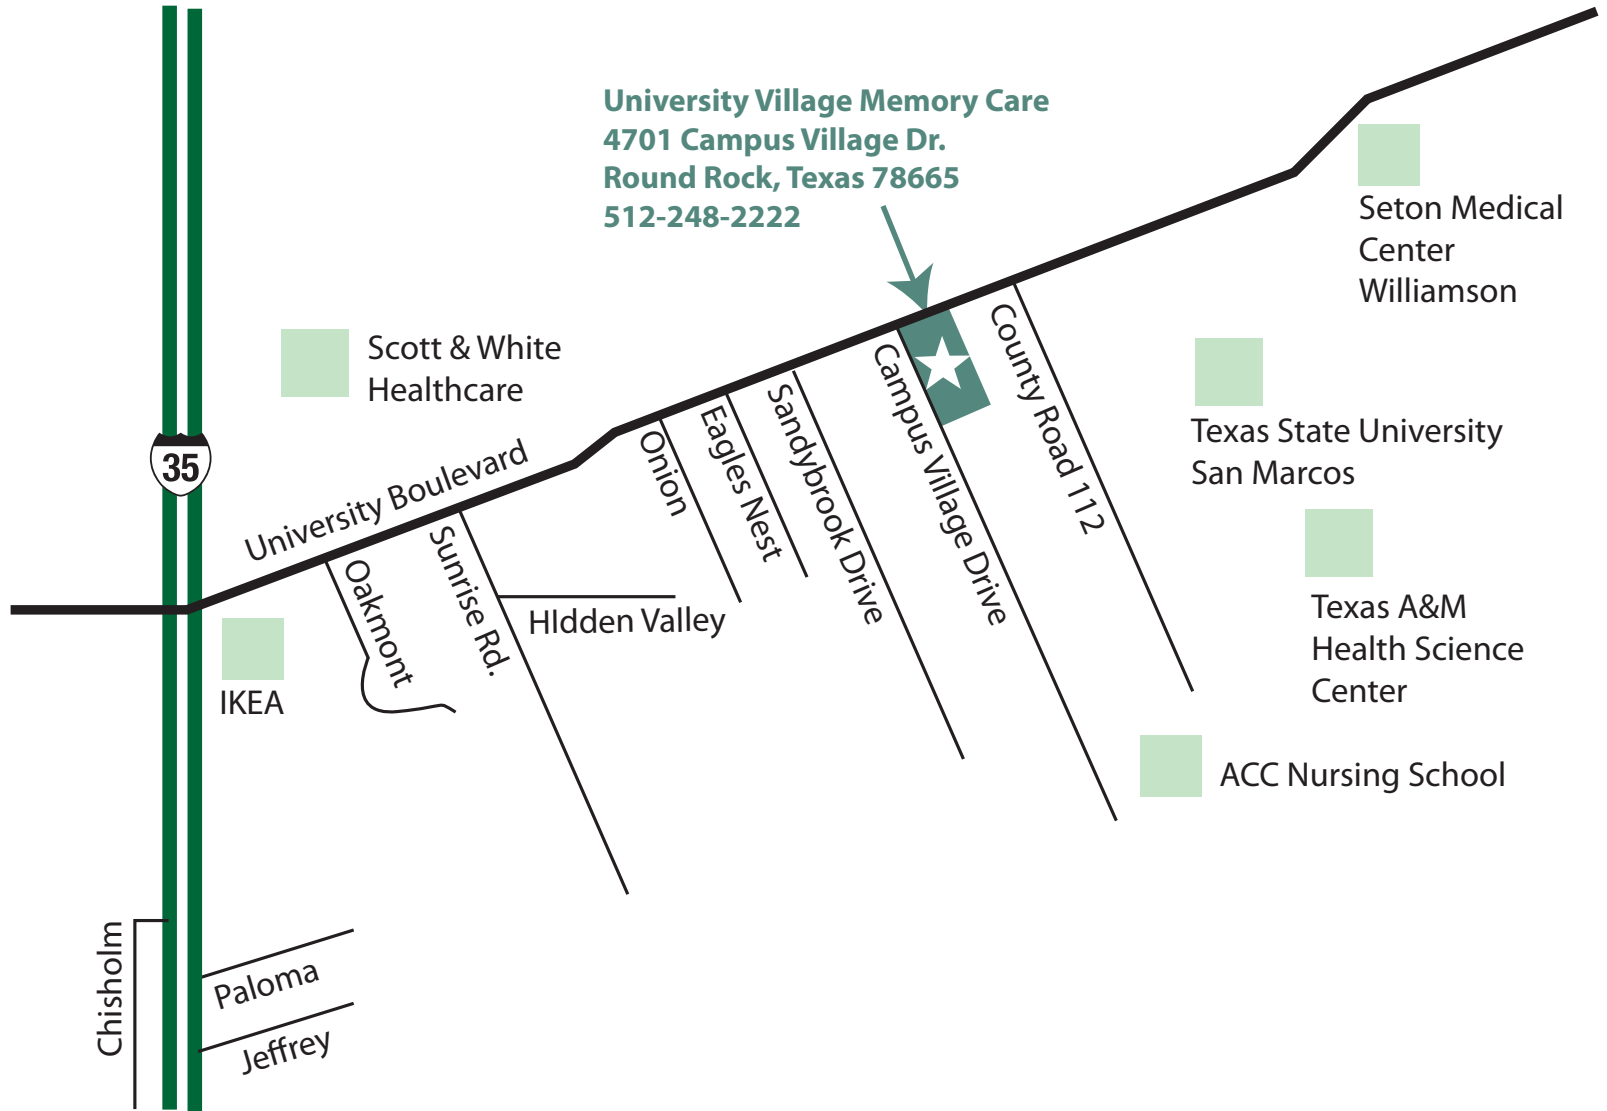 University Village Memory Care
4701 Campus Village Dr.
Round Rock, Texas 78665
512-248-2222
Seton Medical
Center
Williamson
Scott & White
Healthcare
35
University Boulevard
Onion
Eagles Nest
Sandybrook Drive
Campus Village Drive
County Road 112
Texas State University
San Marcos
Oakmont
Sunrise Rd.
HIdden Valley
Texas A&M
Health Science
Center
IKEA
ACC Nursing School
Chisholm
Paloma
Jeffrey